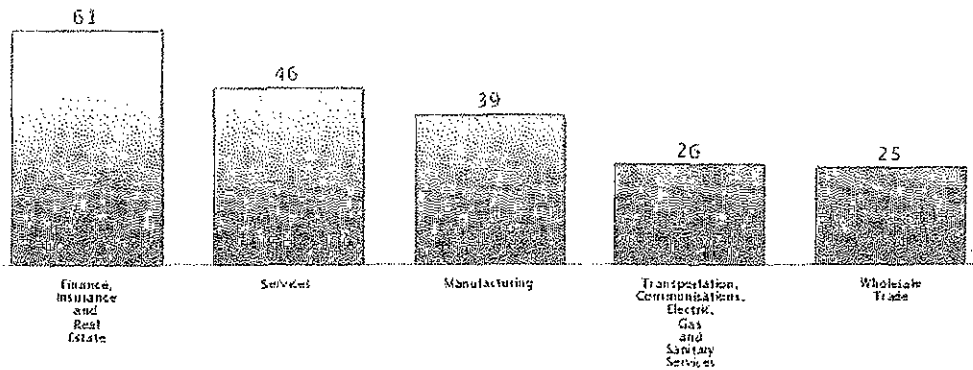 61
46
39
26
25
Finance,
Insurance
and
Real
Estate
Services
Manufacturing
Transportation,
Communications,
Electric,
Gas
and
Sanitary
Services
Wholesale
Trade